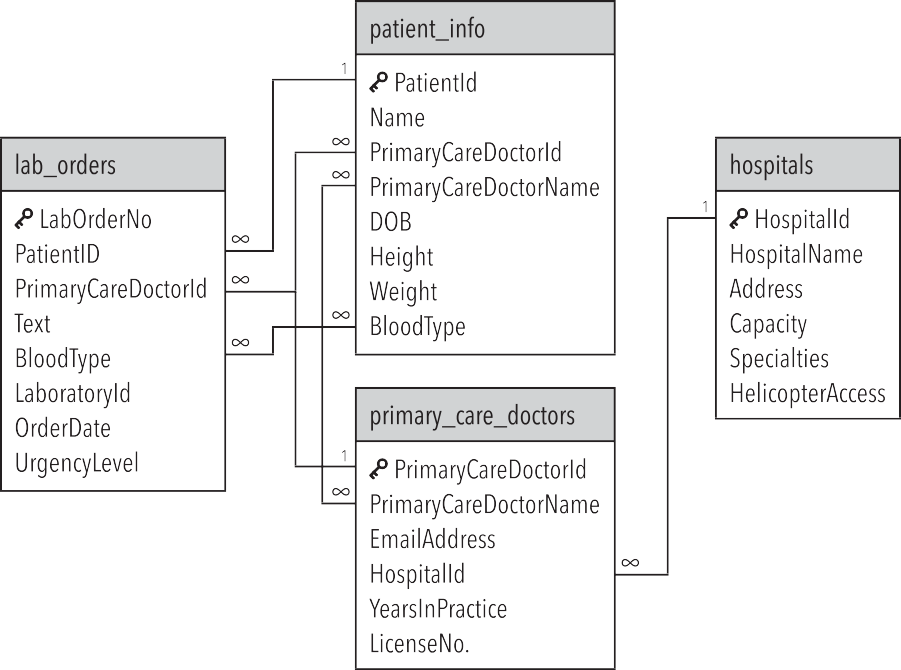 patient_info
1
PatientId
Name
∞
PrimaryCareDoctorId
∞
PrimaryCareDoctorName
DOB
Height
Weight
∞
BloodType
lab_orders
LabOrderNo
∞
PatientID
∞
PrimaryCareDoctorId
Text
∞
BloodType
LaboratoryId
OrderDate
UrgencyLevel
primary_care_doctors
1
PrimaryCareDoctorId
∞
PrimaryCareDoctorName
EmailAddress
HospitalId
∞
YearsInPractice
LicenseNo.
hospitals
1
HospitalId
HospitalName
Address
Capacity
Specialties
HelicopterAccess